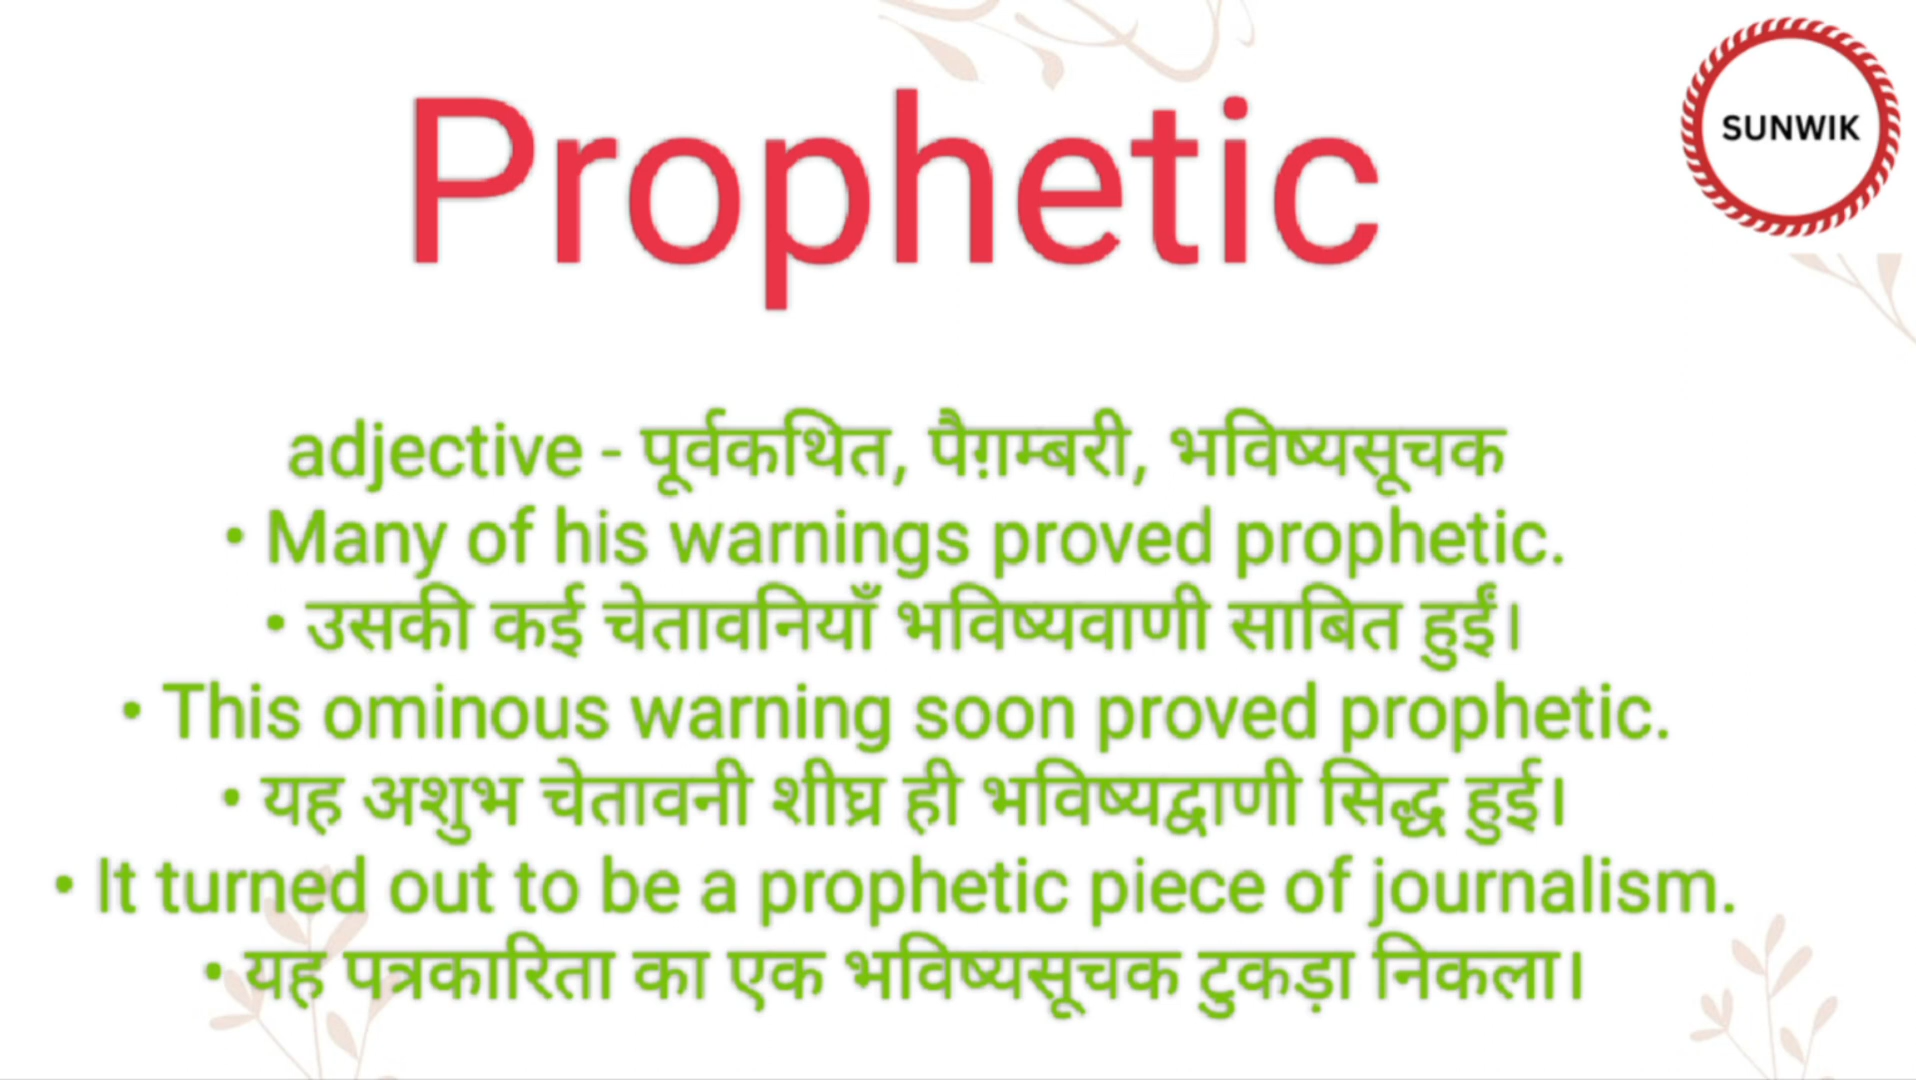 Prophetic
SUNWIK
adjective - पूर्वकथित, पैग़म्बरी, भविष्यसूचक
• Many of his warnings proved prophetic.
• उसकी कई चेतावनियाँ भविष्यवाणी साबित हुईं।
• This ominous warning soon proved prophetic.
• यह अशुभ चेतावनी शीघ्र ही भविष्यद्वाणी सिद्ध हुई।
• It turned out to be a prophetic piece of journalism.
• यह पत्रकारिता का एक भविष्यसूचक टुकड़ा निकला।